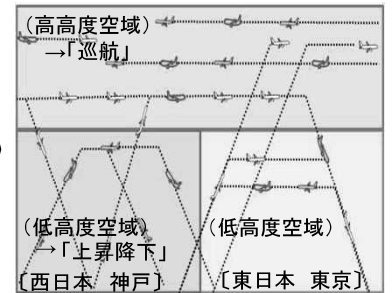 （高高度空域）
→「巡航」
（低高度空域）
→「上昇降下」
〔西日本　神戸〕
（低高度空域）
〔東日本　東京〕